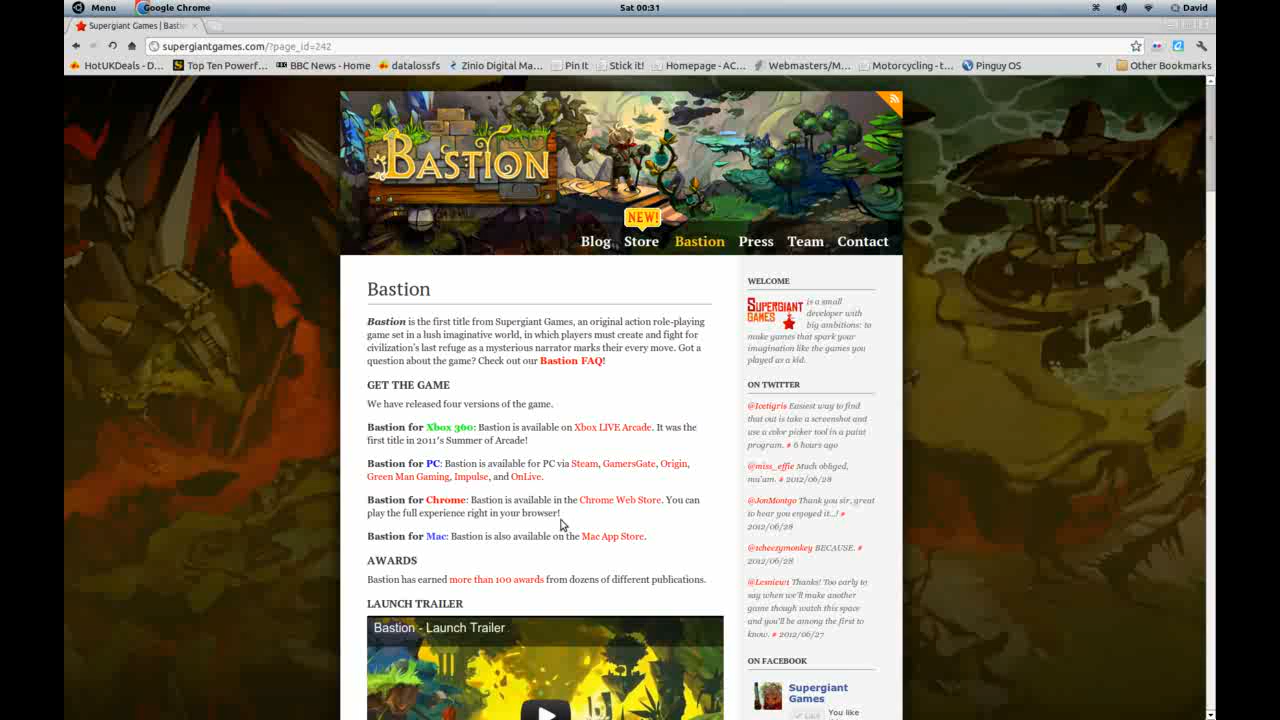 Menu Google Chrome Sat 00:31 David
Supergiant Games | Bastio
supergiantgames.com/?page_id=242
HotUKDeals - D... Top Ten Powerf... BBC News - Home datalossfs Zinio Digital Ma... Pin It Stick it! Homepage - AC... Webmasters/M... Motorcycling - t... Pinguy OS Other Bookmarks
BASTION
NEW!
Blog Store Bastion Press Team Contact
Bastion
Bastion is the first title from Supergiant Games, an original action role-playing
game set in a lush imaginative world, in which players must create and fight for
civilization's last refuge as a mysterious narrator marks their every move. Got a
question about the game? Check out our Bastion FAQ!
GET THE GAME
We have released four versions of the game.
Bastion for Xbox 360: Bastion is available on Xbox LIVE Arcade. It was the
first title in 2011's Summer of Arcade!
Bastion for PC: Bastion is available for PC via Steam, GamersGate, Origin,
Green Man Gaming, Impulse, and OnLive.
Bastion for Chrome: Bastion is available in the Chrome Web Store. You can
play the full experience right in your browser!
Bastion for Mac: Bastion is also available on the Mac App Store.
AWARDS
Bastion has earned more than 100 awards from dozens of different publications.
LAUNCH TRAILER
Bastion - Launch Trailer
WELCOME
SUPERGIANT GAMES is a small
developer with
big ambitions: to
make games that spark your
imagination like the games you
played as a kid.
ON TWITTER
@Icetigris Easiest way to find
that out is take a screenshot and
use a color picker tool in a paint
program. # 6 hours ago
@miss_effie Much obliged,
ma'am. # 2012/06/28
@JonMontgo Thank you sir, great
to hear you enjoyed it...! #
2012/06/28
@1cheezymonkey BECAUSE. #
2012/06/28
@Lesniew1 Thanks! Too early to
say when we'll make another
game though watch this space
and you'll be among the first to
know. # 2012/06/27
ON FACEBOOK
Supergiant
Games
Like You like